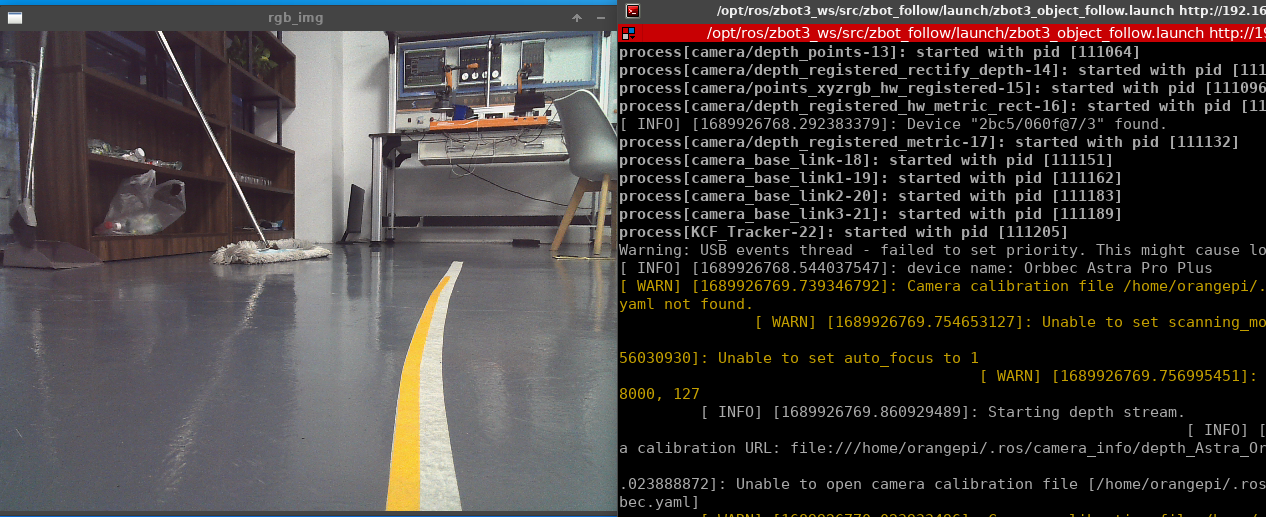 rgb_img
/opt/ros/zbot3_ws/src/zbot_follow/launch/zbot3_object_follow.launch http://192.16
/opt/ros/zbot3_ws/src/zbot_follow/launch/zbot3_object_follow.launch http://19
process[camera/depth_points-13]: started with pid [111064]
process[camera/depth_registered_rectify_depth-14]: started with pid [111
process[camera/points_xyzrgb_hw_registered-15]: started with pid [111096
process[camera/depth_registered_hw_metric_rect-16]: started with pid [11
[ INFO] [1689926768.292383379]: Device "2bc5/060f@7/3" found.
process[camera/depth_registered_metric-17]: started with pid [111132]
process[camera_base_link-18]: started with pid [111151]
process[camera_base_link1-19]: started with pid [111162]
process[camera_base_link2-20]: started with pid [111183]
process[camera_base_link3-21]: started with pid [111189]
process[KCF_Tracker-22]: started with pid [111205]
Warning: USB events thread - failed to set priority. This might cause lo
[ INFO] [1689926768.544037547]: device name: Orbbec Astra Pro Plus
[ WARN] [1689926769.739346792]: Camera calibration file /home/orangepi/.
yaml not found.
[ WARN] [1689926769.754653127]: Unable to set scanning_mo
56030930]: Unable to set auto_focus to 1
[ WARN] [1689926769.756995451]:
8000, 127
[ INFO] [1689926769.860929489]: Starting depth stream.
[ INFO] [
a calibration URL: file:///home/orangepi/.ros/camera_info/depth_Astra_Or
.023888872]: Unable to open camera calibration file [/home/orangepi/.ros
bec.yaml]